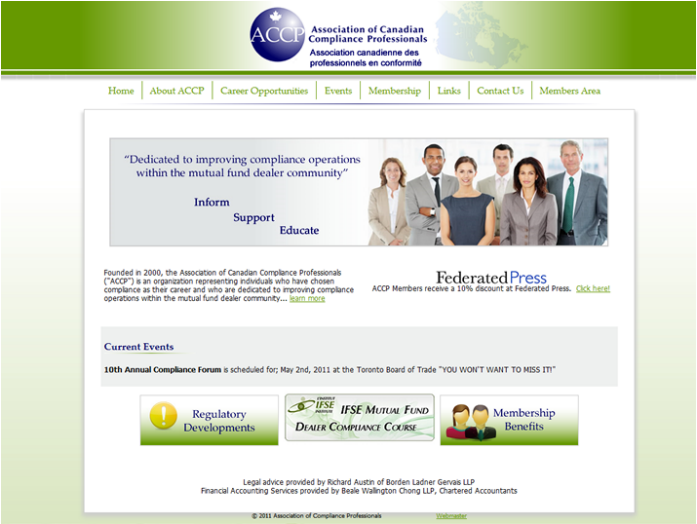 ACCP
Association of Canadian
Compliance Professionals
Association canadienne des
professionnels en conformité
Home
About ACCP
Career Opportunities
Events
Membership
Links
Contact Us
Members Area
“Dedicated to improving compliance operations
within the mutual fund dealer community”
Inform
Support
Educate
Founded in 2000, the Association of Canadian Compliance Professionals
("ACCP") is an organization representing individuals who have chosen
compliance as their career and who are dedicated to improving compliance
operations within the mutual fund dealer community... learn more
Federated Press
ACCP Members receive a 10% discount at Federated Press. Click here!
Current Events
10th Annual Compliance Forum is scheduled for; May 2nd, 2011 at the Toronto Board of Trade "YOU WON'T WANT TO MISS IT!"
Regulatory
Developments
IFSE
INSTITUTE
IFSE Mutual Fund
Dealer Compliance Course
Membership
Benefits
Legal advice provided by Richard Austin of Borden Ladner Gervais LLP
Financial Accounting Services provided by Beale Wallington Chong LLP, Chartered Accountants
© 2011 Association of Compliance Professionals
Webmaster